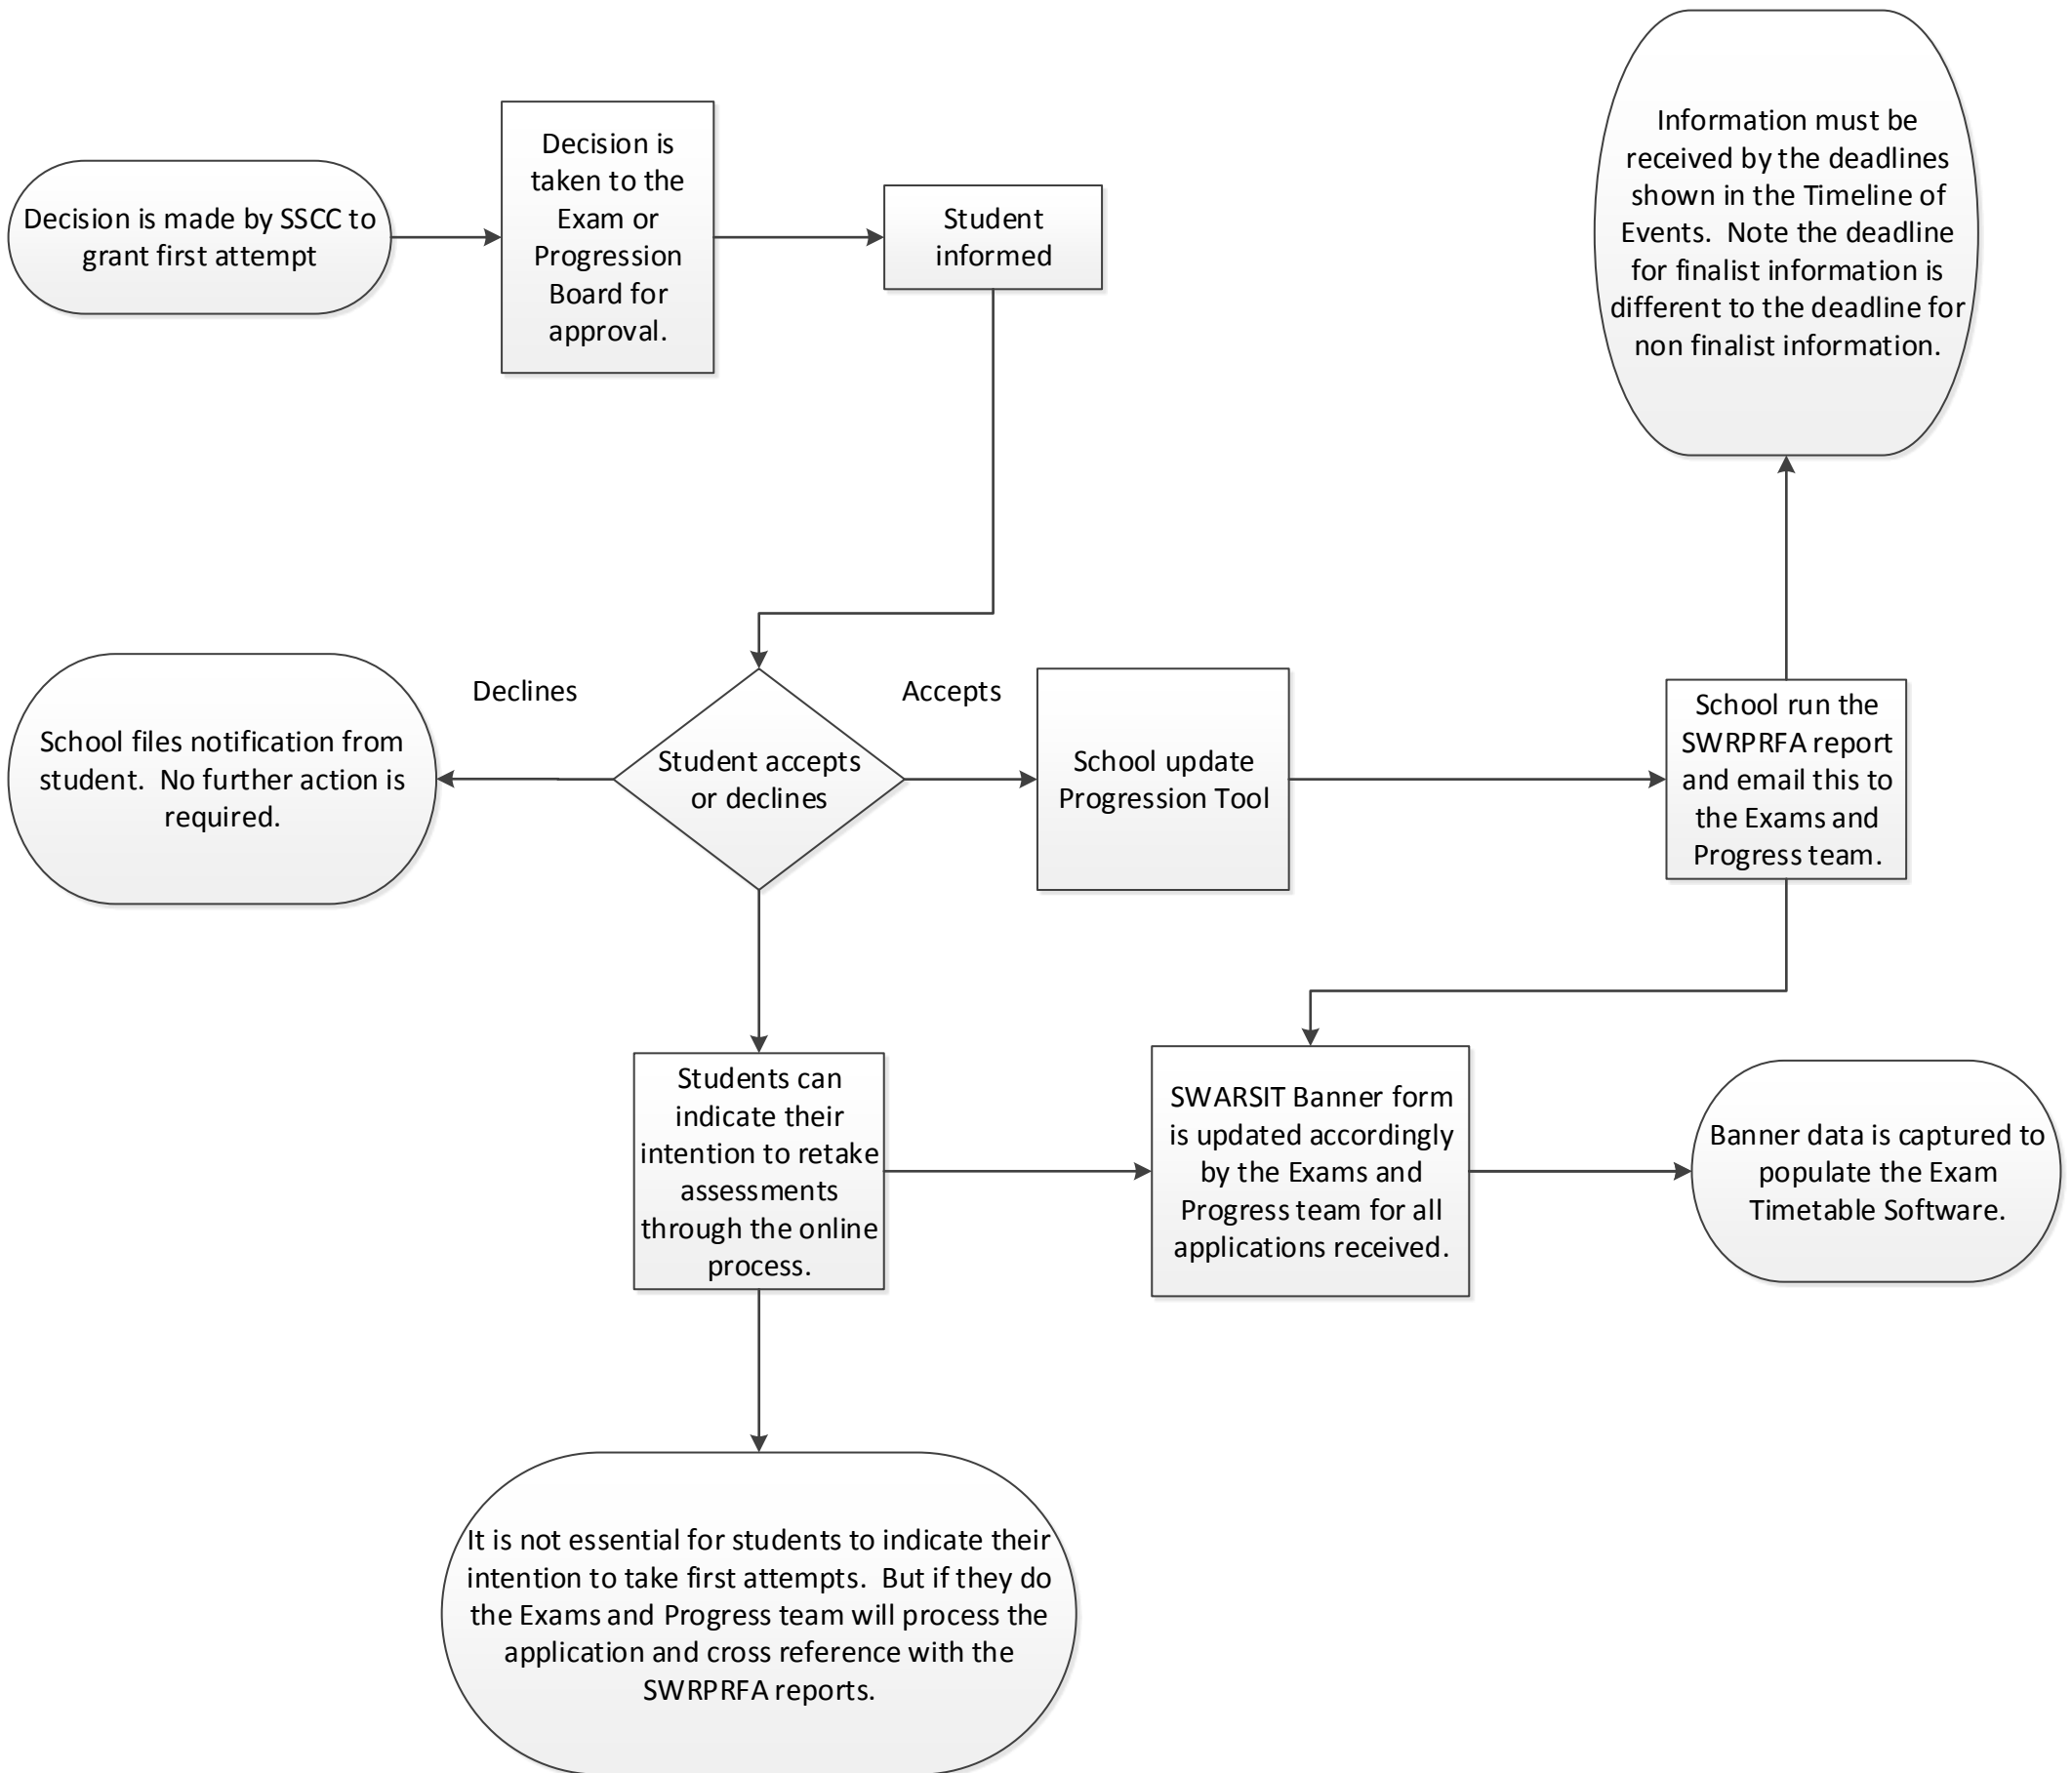 Decision is made by SSCC to
grant first attempt
Decision is
taken to the
Exam or
Progression
Board for
approval.
Student
informed
Information must be
received by the deadlines
shown in the Timeline of
Events.  Note the deadline
for finalist information is
different to the deadline for
non finalist information.
Declines
Accepts
School files notification from
student.  No further action is
required.
Student accepts
or declines
School update
Progression Tool
School run the
SWRPRFA report
and email this to
the Exams and
Progress team.
Students can
indicate their
intention to retake
assessments
through the online
process.
SWARSIT Banner form
is updated accordingly
by the Exams and
Progress team for all
applications received.
Banner data is captured to
populate the Exam
Timetable Software.
It is not essential for students to indicate their
intention to take first attempts.  But if they do
the Exams and Progress team will process the
application and cross reference with the
SWRPRFA reports.